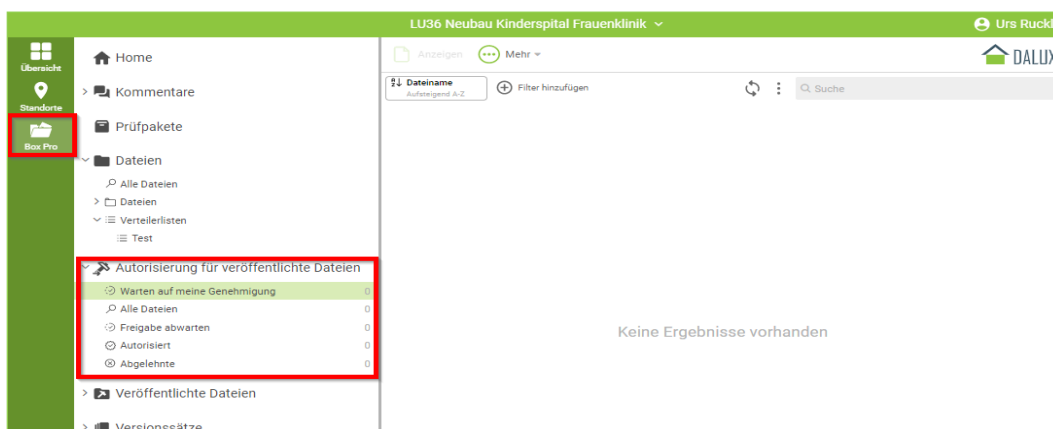 LU36 Neubau Kinderspital Frauenklinik
Urs Ruckl
Übersicht
Standorte
Box Pro
Home
Kommentare
Prüfpakete
Dateien
Alle Dateien
Dateien
Verteilerlisten
Test
Autorisierung für veröffentlichte Dateien
Warten auf meine Genehmigung 0
Alle Dateien 0
Freigabe abwarten 0
Autorisiert 0
Abgelehnte 0
Veröffentlichte Dateien
Versionssätze
Anzeigen
Mehr
DALUX
Dateiname
Aufsteigend A-Z
Filter hinzufügen
Suche
Keine Ergebnisse vorhanden